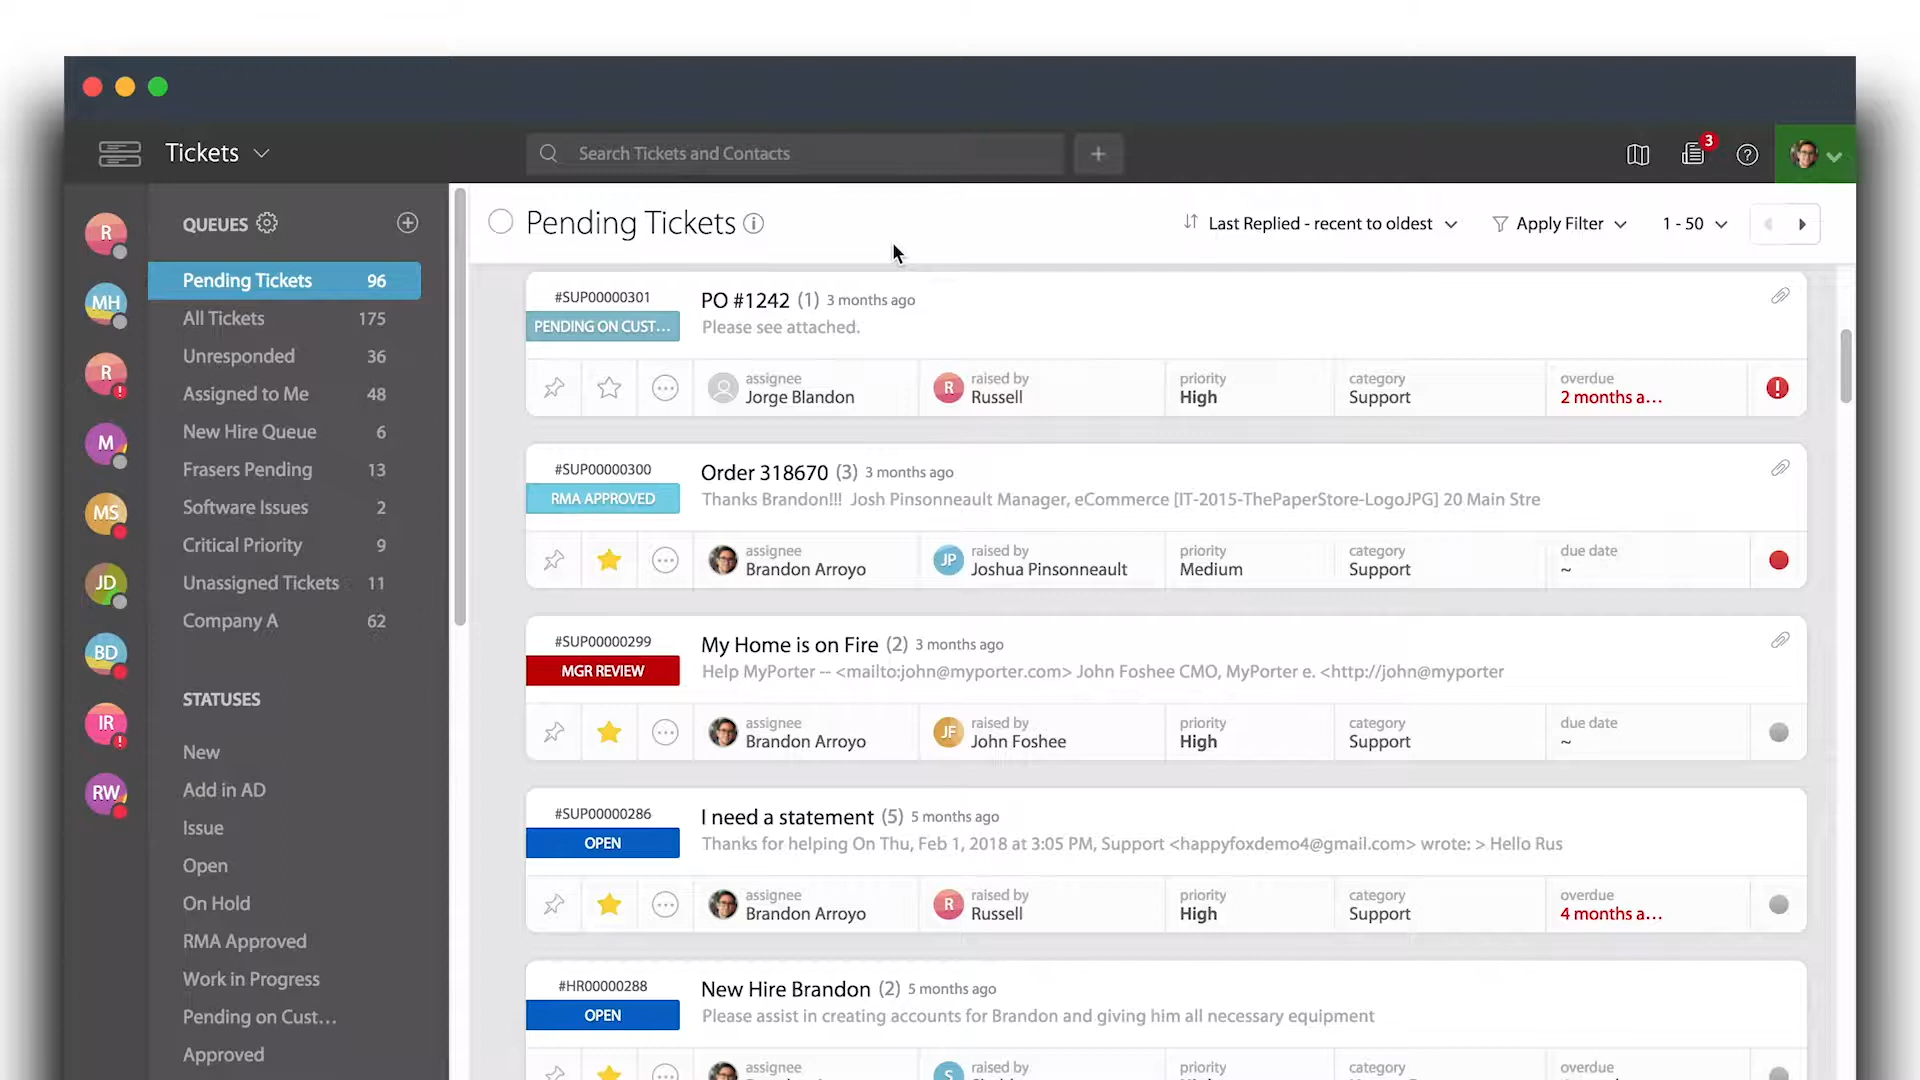 Tickets
Search Tickets and Contacts
+
3
?
R
MH
R
M
MS
JD
BD
IR
RW
QUEUES
Pending Tickets 96
All Tickets 175
Unresponded 36
Assigned to Me 48
New Hire Queue 6
Frasers Pending 13
Software Issues 2
Critical Priority 9
Unassigned Tickets 11
Company A 62
STATUSES
New
Add in AD
Issue
Open
On Hold
RMA Approved
Work in Progress
Pending on Cust...
Approved
Pending Tickets
Last Replied - recent to oldest
Apply Filter
1 - 50
#SUP00000301
PENDING ON CUST...
PO #1242 (1) 3 months ago
Please see attached.
assignee
Jorge Blandon
R
raised by
Russell
priority
High
category
Support
overdue
2 months a...
#SUP00000300
RMA APPROVED
Order 318670 (3) 3 months ago
Thanks Brandon!!! Josh Pinsonneault Manager, eCommerce [IT-2015-ThePaperStore-LogoJPG] 20 Main Stre
assignee
Brandon Arroyo
JP
raised by
Joshua Pinsonneault
priority
Medium
category
Support
due date
~
#SUP00000299
MGR REVIEW
My Home is on Fire (2) 3 months ago
Help MyPorter -- <mailto:john@myporter.com> John Foshee CMO, MyPorter e. <http://john@myporter
assignee
Brandon Arroyo
JF
raised by
John Foshee
priority
High
category
Support
due date
~
#SUP00000286
OPEN
I need a statement (5) 5 months ago
Thanks for helping On Thu, Feb 1, 2018 at 3:05 PM, Support <happyfoxdemo4@gmail.com> wrote: > Hello Rus
assignee
Brandon Arroyo
R
raised by
Russell
priority
High
category
Support
overdue
4 months a...
#HR00000288
OPEN
New Hire Brandon (2) 5 months ago
Please assist in creating accounts for Brandon and giving him all necessary equipment
assignee
S
raised by
priority
category
overdue